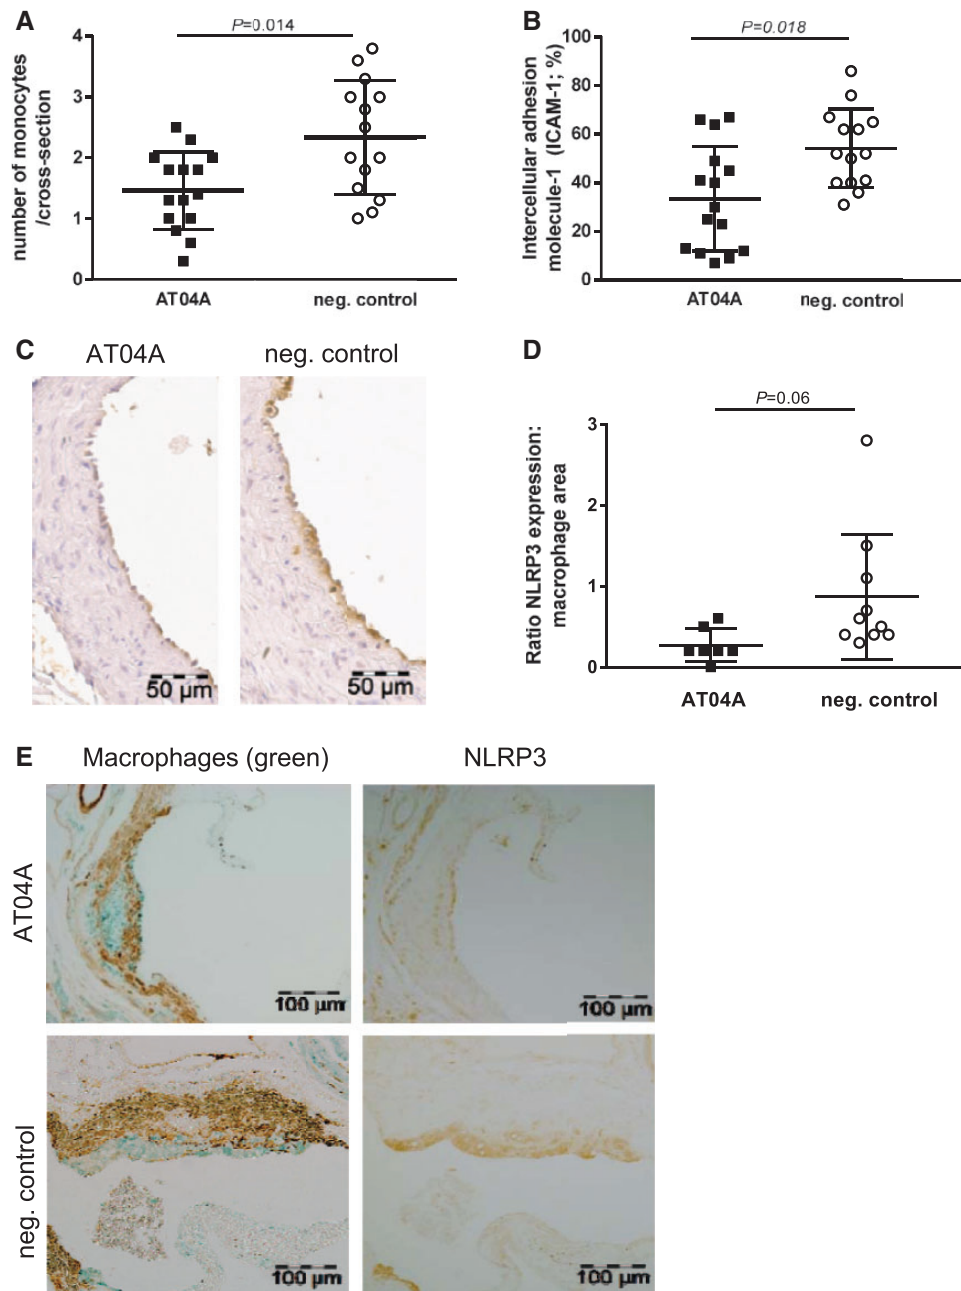 A
P=0.014
number of monocytes
/cross-section
4
3
2
1
0
AT04A
neg. control
B
P=0.018
Intercellular adhesion
molecule-1 (ICAM-1; %)
100
80
60
40
20
0
AT04A
neg. control
C
AT04A
neg. control
50 µm
50 µm
D
P=0.06
Ratio NLRP3 expression:
macrophage area
3
2
1
0
AT04A
neg. control
E
Macrophages (green)
NLRP3
AT04A
100 µm
100 µm
neg. control
100 µm
100 µm